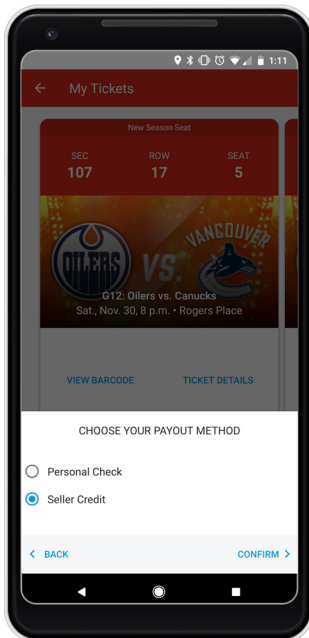 1:11
My Tickets
New Season Seat
SEC ROW SEAT
107 17 5
OILERS VS. VANCOUVER
G12: Oilers vs. Canucks
Sat., Nov. 30, 8 p.m. • Rogers Place
VIEW BARCODE TICKET DETAILS
CHOOSE YOUR PAYOUT METHOD
Personal Check
Seller Credit
BACK CONFIRM